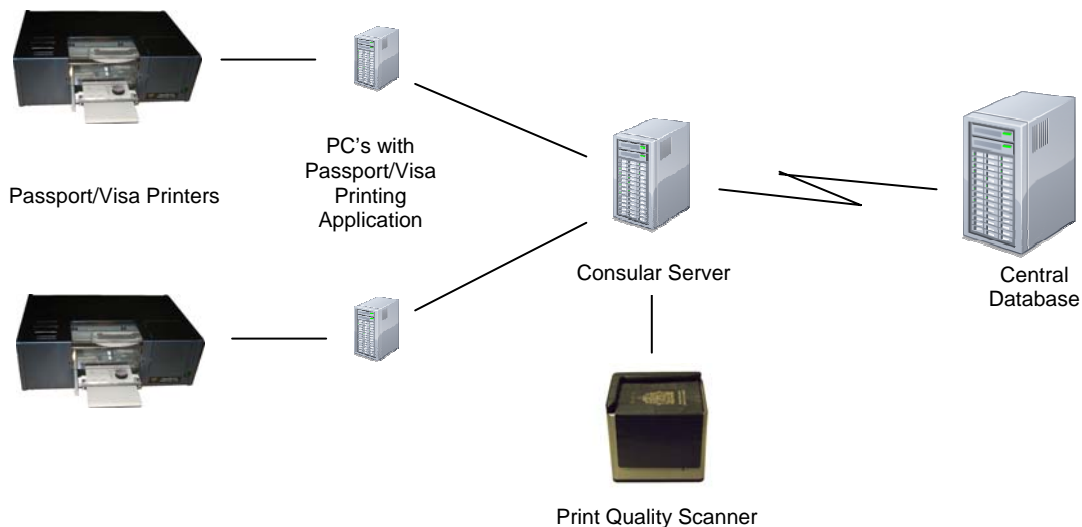 PC's with
Passport/Visa
Printing
Application
Passport/Visa Printers
Consular Server
Central
Database
Print Quality Scanner